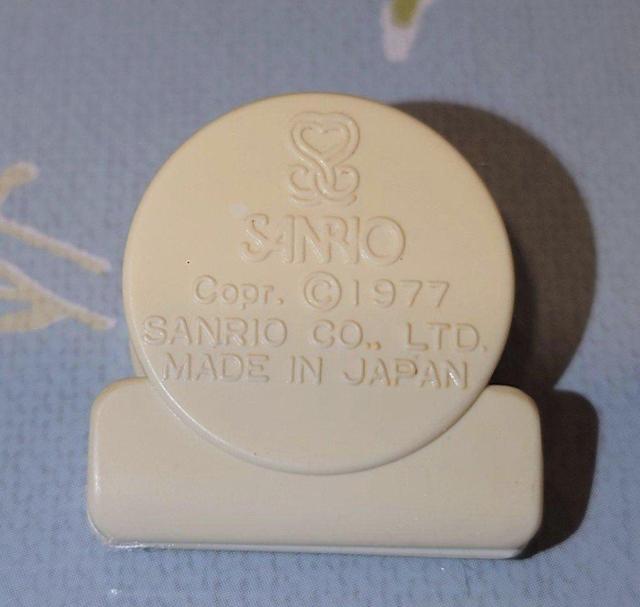 SANRIO
Copr. ©1977
SANRIO CO., LTD.
MADE IN JAPAN